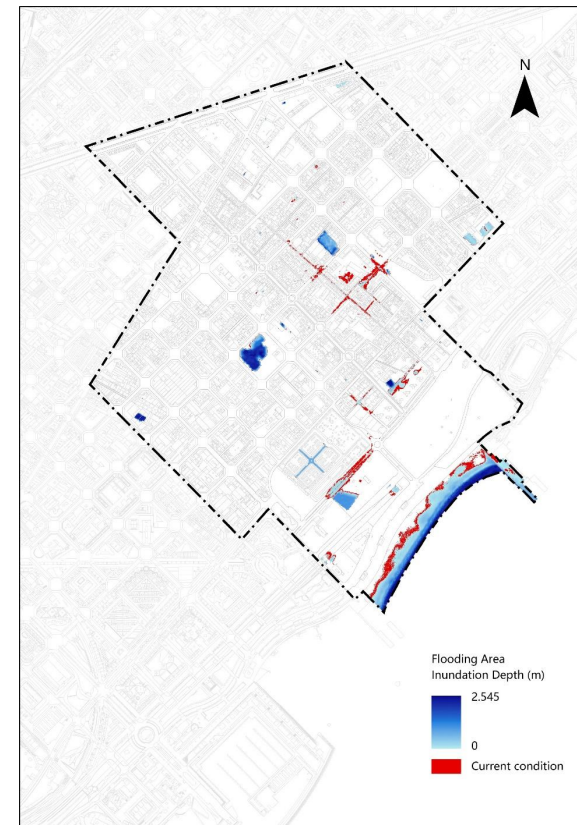 N
Flooding Area
Inundation Depth (m)
2.545
0
Current condition